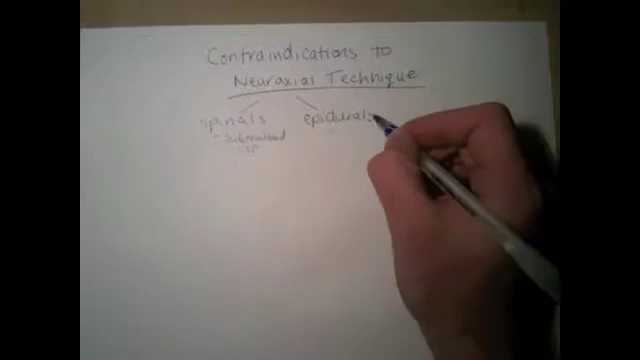 Contraindications to
Neuraxial Technique
spinals epidurals